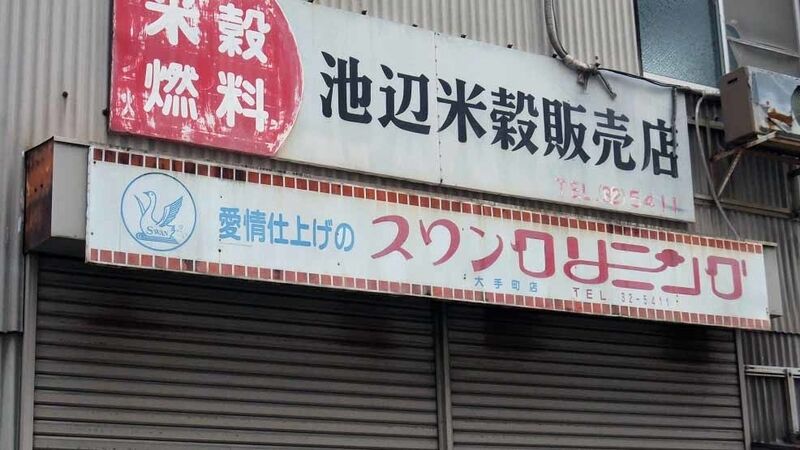 米穀
燃料
池辺米穀販売店
TEL.(32)5411
SWAN
愛情仕上げの
スワンクリーニング
大手町店
TEL 32-5411